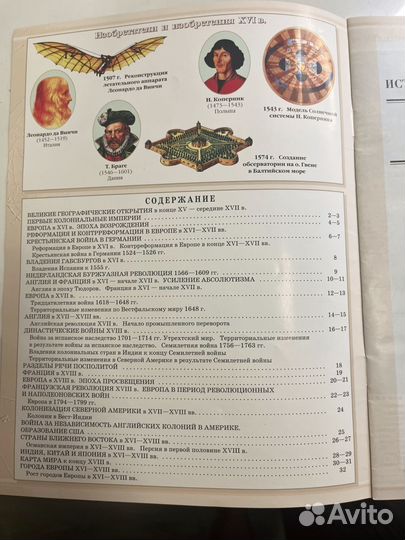 Изобретатели и изобретения XVI в.
1507 г. Реконструкция
летательного аппарата
Леонардо да Винчи
Н. Коперник
(1473—1543)
Польша
1543 г. Модель Солнечной
системы Н. Коперника
Леонардо да Винчи
(1452—1519)
Италия
Т. Браге
(1546—1601)
Дания
1574 г. Создание
обсерватории на о. Гвене
в Балтийском море
ИСТ
СОДЕРЖАНИЕ
ВЕЛИКИЕ ГЕОГРАФИЧЕСКИЕ ОТКРЫТИЯ в конце XV — середине XVII в.
ПЕРВЫЕ КОЛОНИАЛЬНЫЕ ИМПЕРИИ 2—3
ЕВРОПА в XVI в. ЭПОХА ВОЗРОЖДЕНИЯ 4—5
РЕФОРМАЦИЯ И КОНТРРЕФОРМАЦИЯ В ЕВРОПЕ в XVI—XVII вв.
КРЕСТЬЯНСКАЯ ВОЙНА В ГЕРМАНИИ 6—7
Реформация в Европе в XVI в. Контрреформация в Европе в конце XVI—XVII вв.
Крестьянская война в Германии 1524—1526 гг.
ВЛАДЕНИЯ ГАБСБУРГОВ в XVI в. 8
Владения Испании в 1555 г.
НИДЕРЛАНДСКАЯ БУРЖУАЗНАЯ РЕВОЛЮЦИЯ 1566—1609 гг. 9
АНГЛИЯ И ФРАНЦИЯ в XVI — начале XVII в. УСИЛЕНИЕ АБСОЛЮТИЗМА 10—11
Англия в эпоху Тюдоров. Франция в XVI — начале XVII в.
ЕВРОПА в XVII в. 12—13
Тридцатилетняя война 1618—1648 гг.
Территориальные изменения по Вестфальскому миру 1648 г.
АНГЛИЯ в XVII—XVIII вв. 14—15
Английская революция XVII в. Начало промышленного переворота
ДИНАСТИЧЕСКИЕ ВОЙНЫ XVIII в. 16—17
Война за испанское наследство 1701—1714 гг. Утрехтский мир. Территориальные изменения
в результате войны за испанское наследство. Семилетняя война 1756—1763 гг.
Владения колониальных стран в Индии к концу Семилетней войны
Территориальные изменения в Северной Америке в результате Семилетней войны
РАЗДЕЛЫ РЕЧИ ПОСПОЛИТОЙ 18
ФРАНЦИЯ в XVIII в. 19
ЕВРОПА в XVIII в. ЭПОХА ПРОСВЕЩЕНИЯ 20—21
ФРАНЦУЗСКАЯ РЕВОЛЮЦИЯ XVIII в. ЕВРОПА В ПЕРИОД РЕВОЛЮЦИОННЫХ
И НАПОЛЕОНОВСКИХ ВОЙН 22—23
Европа в 1794—1799 гг.
КОЛОНИЗАЦИЯ СЕВЕРНОЙ АМЕРИКИ в XVII—XVIII вв. 24
Колонии в Вест-Индии
ВОЙНА ЗА НЕЗАВИСИМОСТЬ АНГЛИЙСКИХ КОЛОНИЙ В АМЕРИКЕ.
ОБРАЗОВАНИЕ США 25
СТРАНЫ БЛИЖНЕГО ВОСТОКА в XVI—XVIII вв. 26—27
Османская империя в XVI—XVIII вв. Персия в первой половине XVIII в.
ИНДИЯ, КИТАЙ И ЯПОНИЯ в XVI—XVIII вв. 28—29
КАРТА МИРА к концу XVIII в. 30—31
ГОРОДА ЕВРОПЫ XVI—XVIII вв. 32
Рост городов Европы в XVI—XVIII вв.
Avito